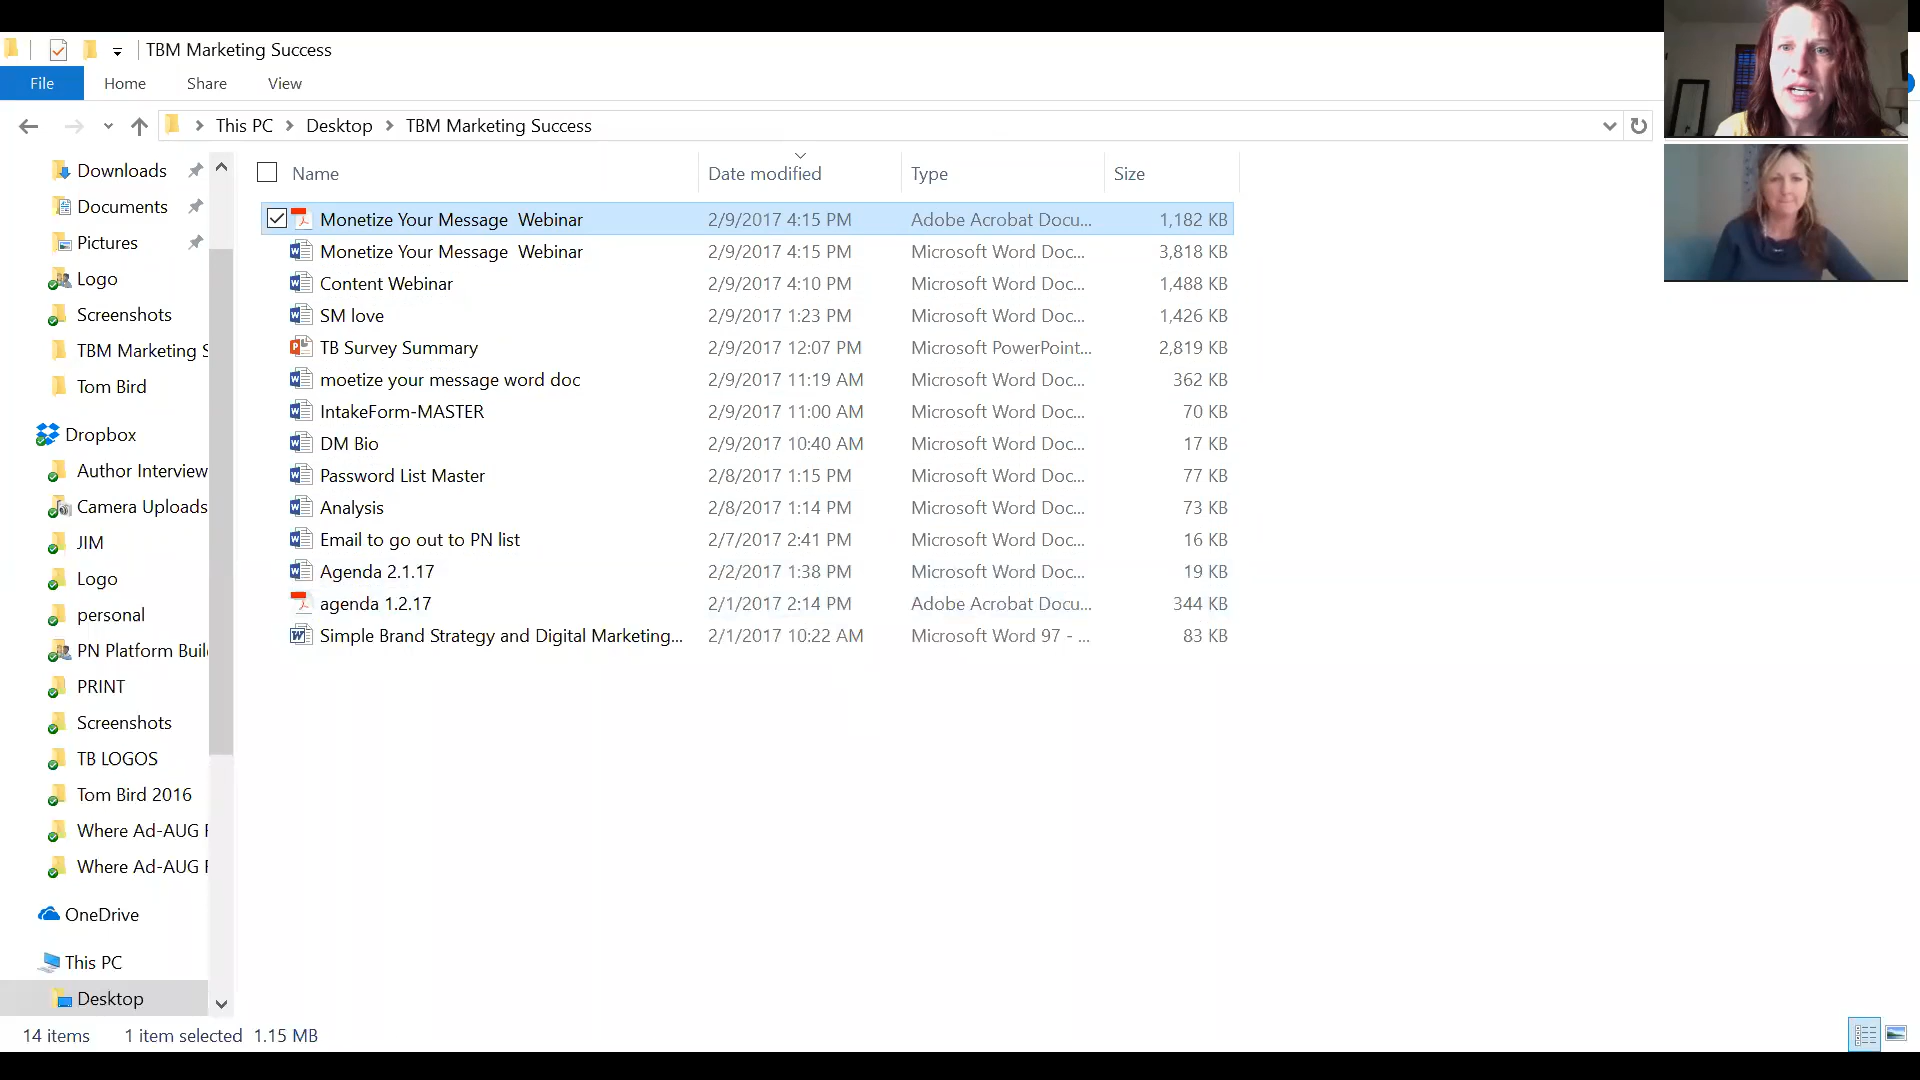 TBM Marketing Success
File Home Share View
This PC Desktop TBM Marketing Success
Name Date modified Type Size
Monetize Your Message  Webinar 2/9/2017 4:15 PM Adobe Acrobat Docu... 1,182 KB
Monetize Your Message  Webinar 2/9/2017 4:15 PM Microsoft Word Doc... 3,818 KB
Content Webinar 2/9/2017 4:10 PM Microsoft Word Doc... 1,488 KB
SM love 2/9/2017 1:23 PM Microsoft Word Doc... 1,426 KB
TB Survey Summary 2/9/2017 12:07 PM Microsoft PowerPoint... 2,819 KB
moetize your message word doc 2/9/2017 11:19 AM Microsoft Word Doc... 362 KB
IntakeForm-MASTER 2/9/2017 11:00 AM Microsoft Word Doc... 70 KB
DM Bio 2/9/2017 10:40 AM Microsoft Word Doc... 17 KB
Password List Master 2/8/2017 1:15 PM Microsoft Word Doc... 77 KB
Analysis 2/8/2017 1:14 PM Microsoft Word Doc... 73 KB
Email to go out to PN list 2/7/2017 2:41 PM Microsoft Word Doc... 16 KB
Agenda 2.1.17 2/2/2017 1:38 PM Microsoft Word Doc... 19 KB
agenda 1.2.17 2/1/2017 2:14 PM Adobe Acrobat Docu... 344 KB
Simple Brand Strategy and Digital Marketing... 2/1/2017 10:22 AM Microsoft Word 97 - ... 83 KB
Downloads
Documents
Pictures
Logo
Screenshots
TBM Marketing S
Tom Bird
Dropbox
Author Interview
Camera Uploads
JIM
Logo
personal
PN Platform Buil
PRINT
Screenshots
TB LOGOS
Tom Bird 2016
Where Ad-AUG F
Where Ad-AUG F
OneDrive
This PC
Desktop
14 items 1 item selected 1.15 MB